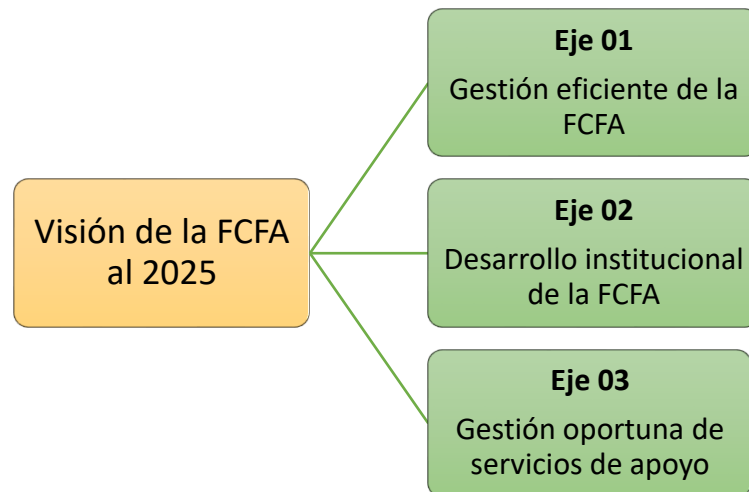 Visión de la FCFA
al 2025
Eje 01
Gestión eficiente de la
FCFA
Eje 02
Desarrollo institucional
de la FCFA
Eje 03
Gestión oportuna de
servicios de apoyo